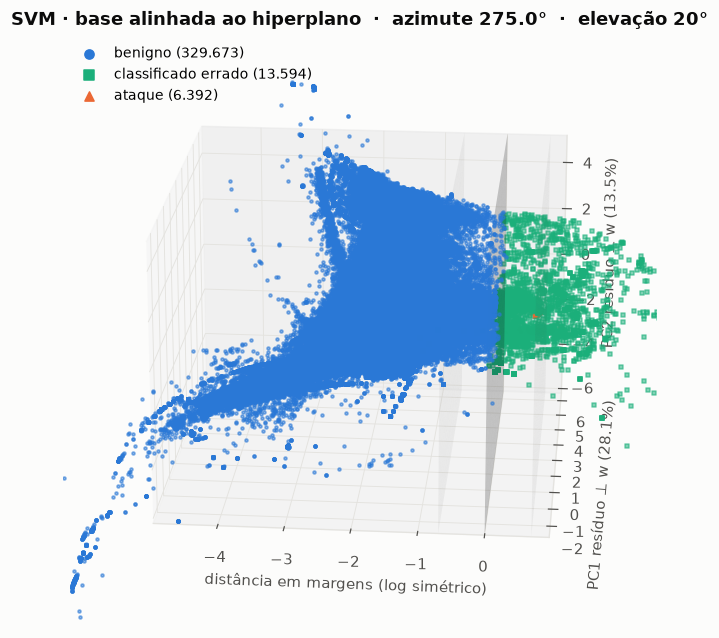 SVM · base alinhada ao hiperplano · azimute 275.0° · elevação 20°
benigno (329.673)
classificado errado (13.594)
ataque (6.392)
4
2
0
−6
PC2 resíduo ⊥ w (13.5%)
6
5
4
3
2
1
0
−1
−2
PC1 resíduo ⊥ w (28.1%)
−4
−3
−2
−1
0
distância em margens (log simétrico)